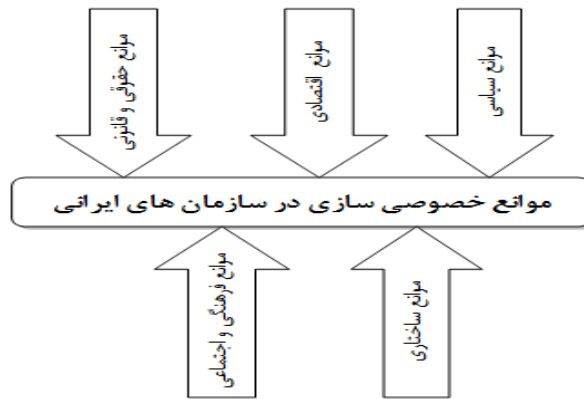 موانع سیاسی
موانع اقتصادی
موانع حقوقی و قانونی
موانع خصوصی سازی در سازمان های ایرانی
موانع ساختاری
موانع فرهنگی و اجتماعی